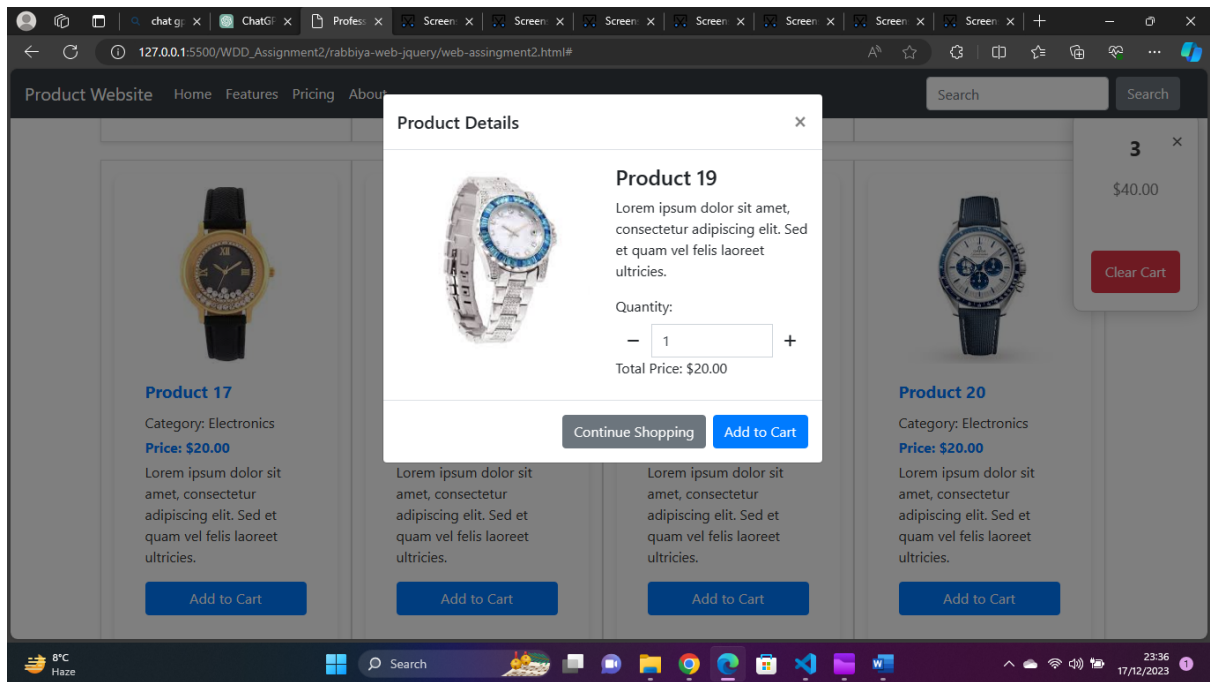 chat gp
ChatGP
Profess
Screen
Screen
Screen
Screen
Screen
Screen
Screen
127.0.0.1:5500/WDD_Assignment2/rabbiya-web-jquery/web-assingment2.html#
Product Website Home Features Pricing About
Search
Search
Product Details
×
3
×
$40.00
Clear Cart
Product 19
Lorem ipsum dolor sit amet,
consectetur adipiscing elit. Sed
et quam vel felis laoreet
ultricies.
Quantity:
− 1 +
Total Price: $20.00
Continue Shopping
Add to Cart
Product 17
Category: Electronics
Price: $20.00
Lorem ipsum dolor sit
amet, consectetur
adipiscing elit. Sed et
quam vel felis laoreet
ultricies.
Add to Cart
Lorem ipsum dolor sit
amet, consectetur
adipiscing elit. Sed et
quam vel felis laoreet
ultricies.
Add to Cart
Lorem ipsum dolor sit
amet, consectetur
adipiscing elit. Sed et
quam vel felis laoreet
ultricies.
Add to Cart
Product 20
Category: Electronics
Price: $20.00
Lorem ipsum dolor sit
amet, consectetur
adipiscing elit. Sed et
quam vel felis laoreet
ultricies.
Add to Cart
8°C
Haze
Search
23:36
17/12/2023
1